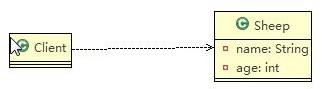 C Client
C Sheep
name: String
age: int